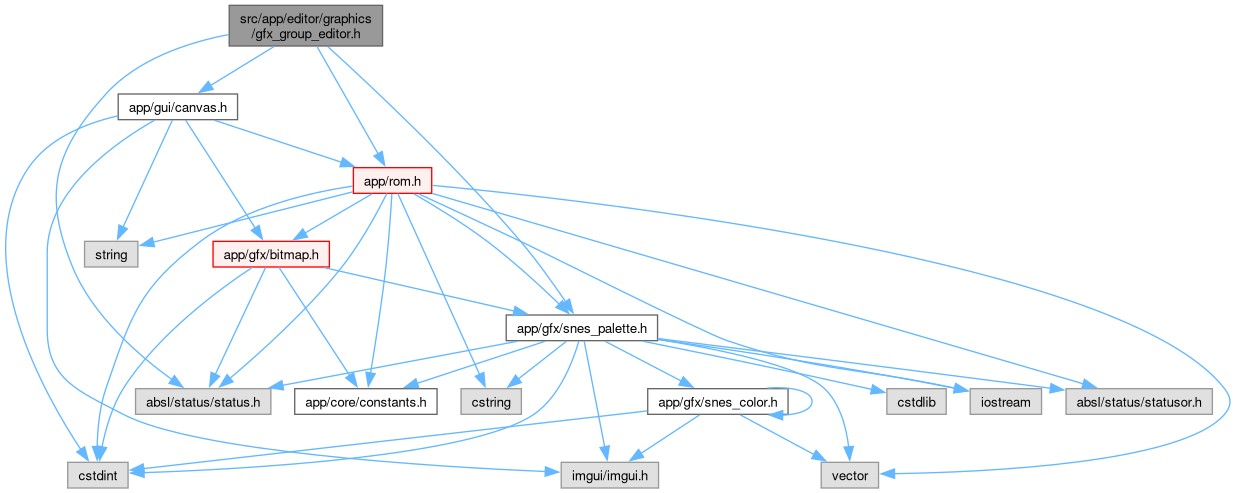 src/app/editor/graphics
/gfx_group_editor.h
app/gui/canvas.h
app/rom.h
string
app/gfx/bitmap.h
app/gfx/snes_palette.h
absl/status/status.h
app/core/constants.h
cstring
app/gfx/snes_color.h
cstdlib
iostream
absl/status/statusor.h
cstdint
imgui/imgui.h
vector